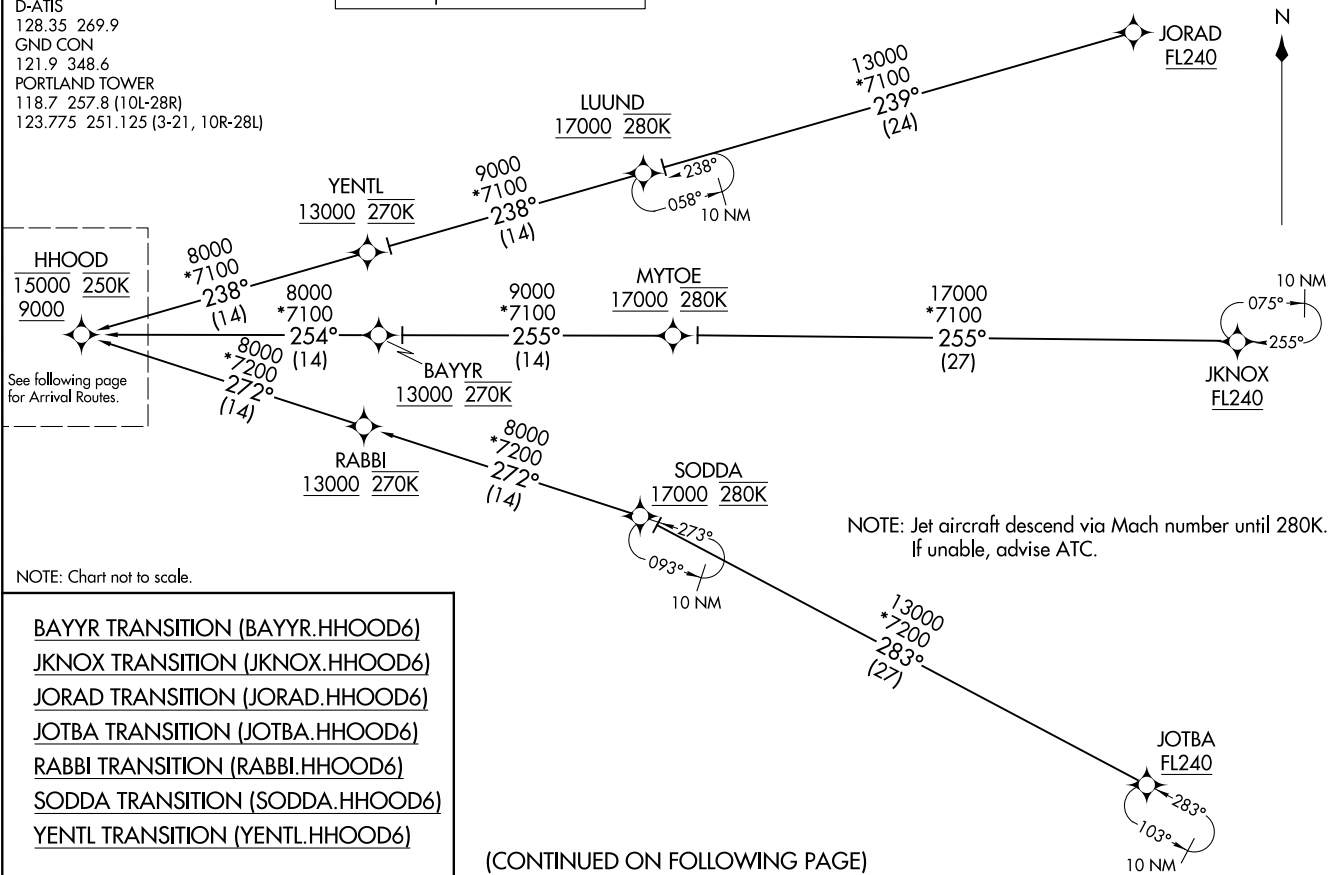 D-ATIS
128.35 269.9
GND CON
121.9 348.6
PORTLAND TOWER
118.7 257.8 (10L-28R)
123.775 251.125 (3-21, 10R-28L)
N
JORAD
FL240
13000
*7100
239°
(24)
LUUND
17000 280K
238°
058°
10 NM
9000
*7100
238°
(14)
YENTL
13000 270K
8000
*7100
238°
(14)
HHOOD
15000 250K
9000
See following page
for Arrival Routes.
8000
*7100
254°
(14)
BAYYR
13000 270K
9000
*7100
255°
(14)
MYTOE
17000 280K
17000
*7100
255°
(27)
10 NM
075°
255°
JKNOX
FL240
8000
*7200
272°
(14)
RABBI
13000 270K
8000
*7200
272°
(14)
SODDA
17000 280K
273°
093°
10 NM
NOTE: Jet aircraft descend via Mach number until 280K.
If unable, advise ATC.
13000
*7200
283°
(27)
JOTBA
FL240
283°
103°
10 NM
NOTE: Chart not to scale.
BAYYR TRANSITION (BAYYR.HHOOD6)
JKNOX TRANSITION (JKNOX.HHOOD6)
JORAD TRANSITION (JORAD.HHOOD6)
JOTBA TRANSITION (JOTBA.HHOOD6)
RABBI TRANSITION (RABBI.HHOOD6)
SODDA TRANSITION (SODDA.HHOOD6)
YENTL TRANSITION (YENTL.HHOOD6)
(CONTINUED ON FOLLOWING PAGE)